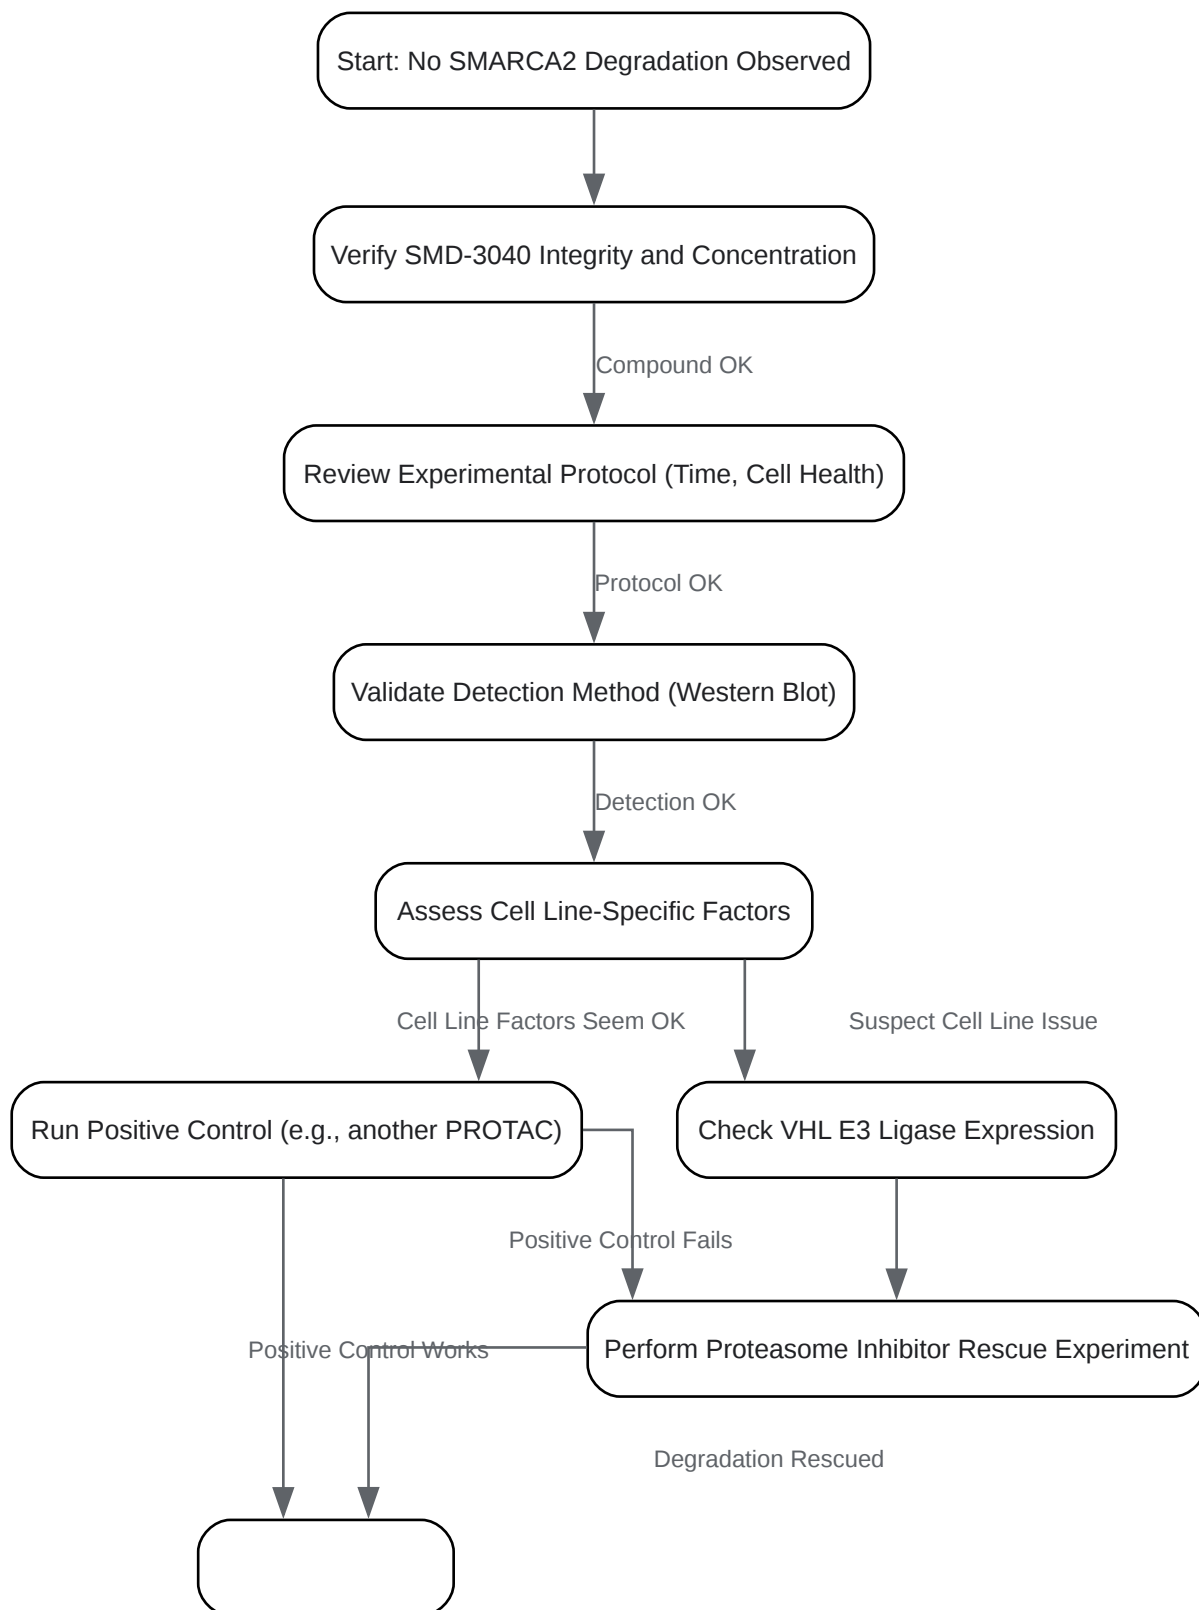 Start: No SMARCA2 Degradation Observed
Verify SMD-3040 Integrity and Concentration
Compound OK
Review Experimental Protocol (Time, Cell Health)
Protocol OK
Validate Detection Method (Western Blot)
Detection OK
Assess Cell Line-Specific Factors
Cell Line Factors Seem OK
Suspect Cell Line Issue
Run Positive Control (e.g., another PROTAC)
Check VHL E3 Ligase Expression
Positive Control Fails
Positive Control Works
Perform Proteasome Inhibitor Rescue Experiment
Degradation Rescued